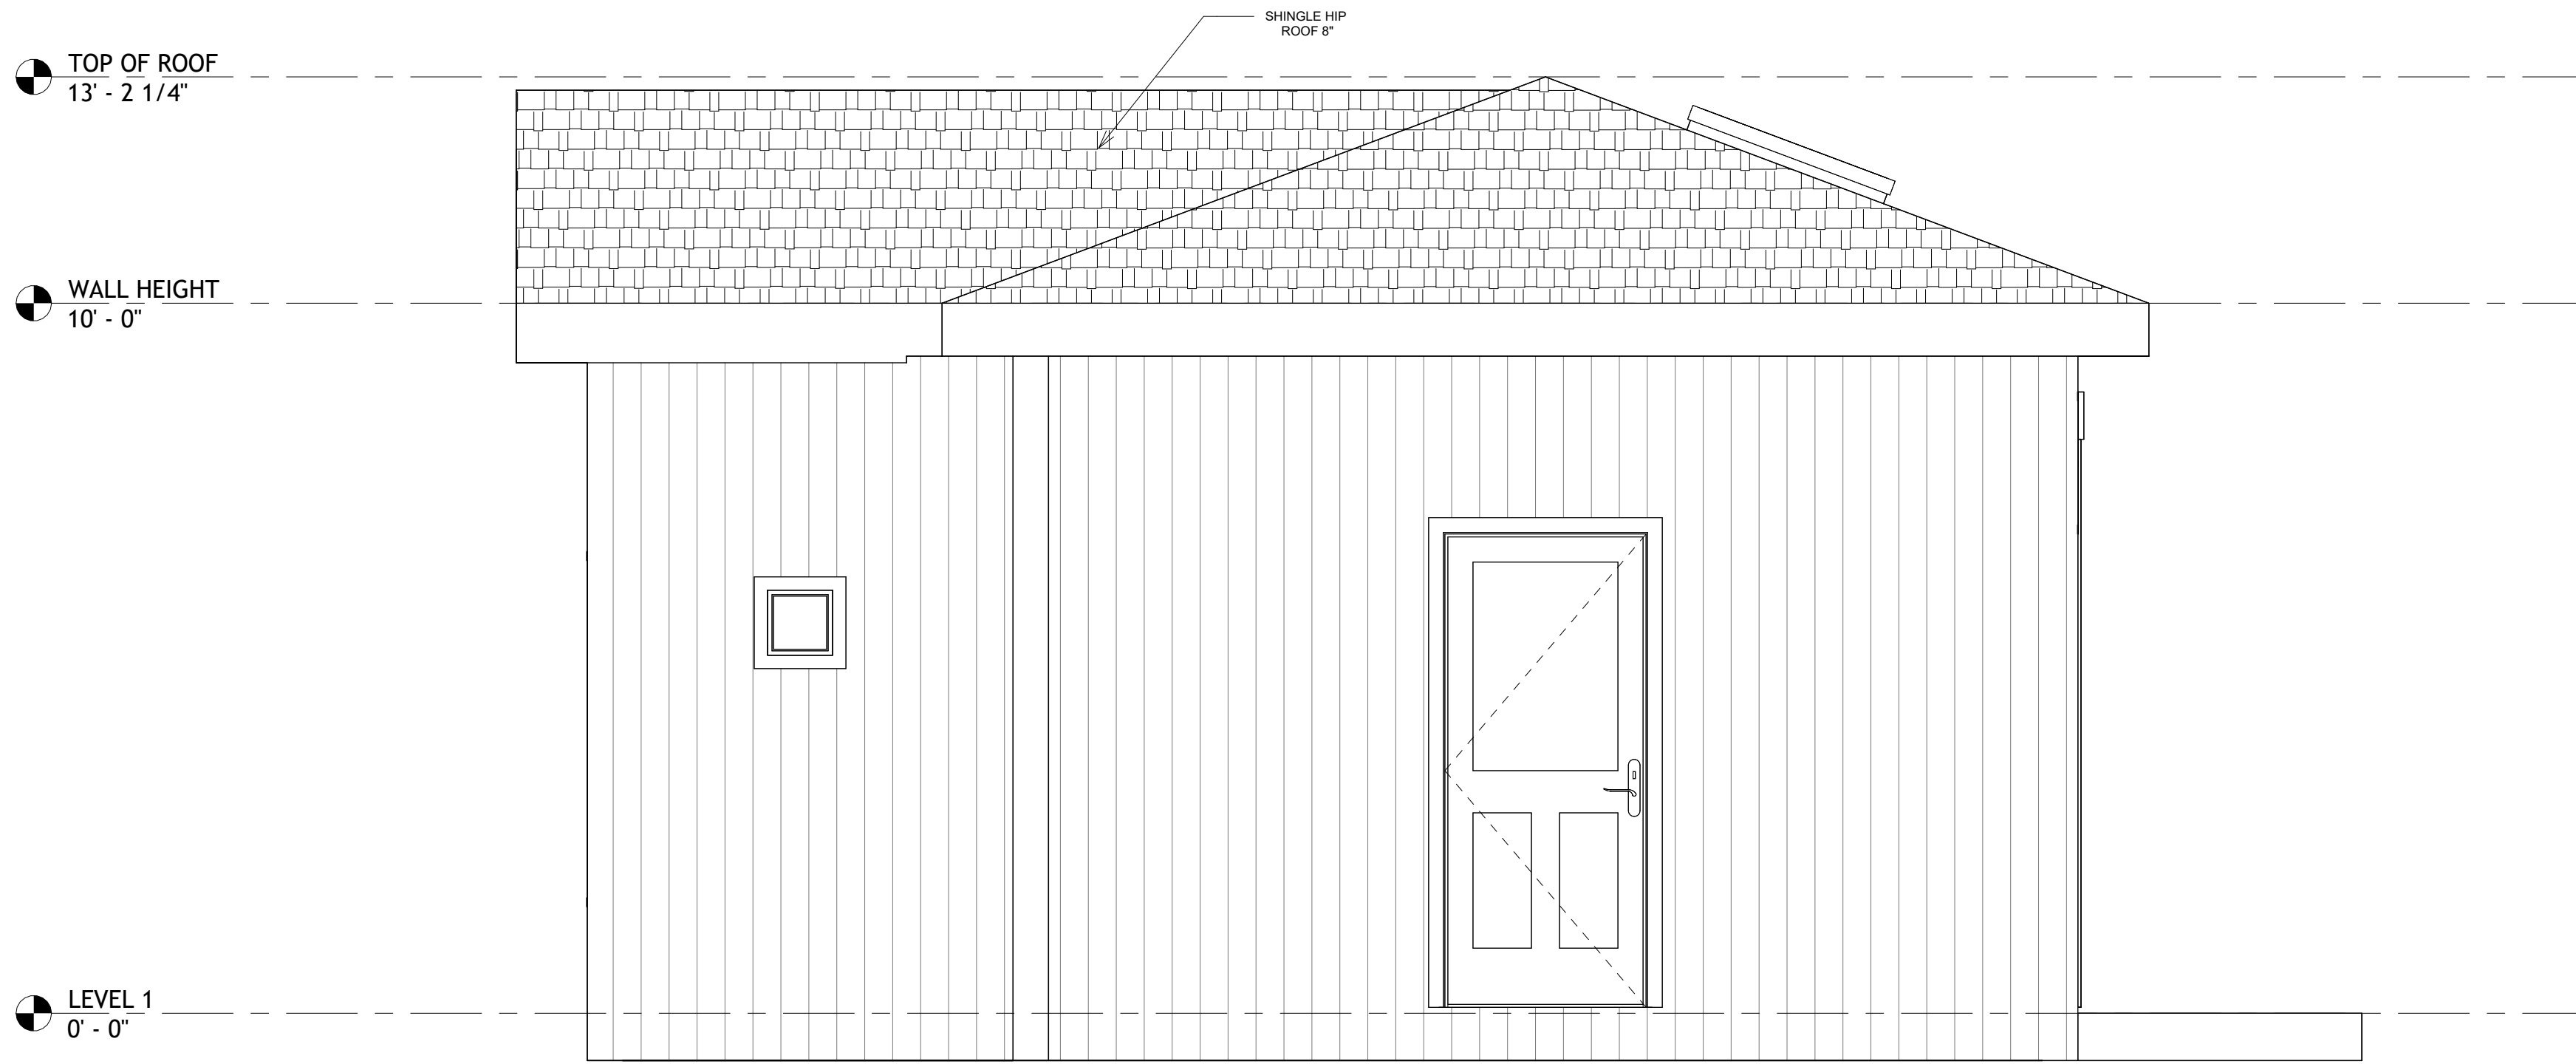 SHINGLE HIP
ROOF 8"
TOP OF ROOF
13' - 2 1/4"
WALL HEIGHT
10' - 0"
LEVEL 1
0' - 0"